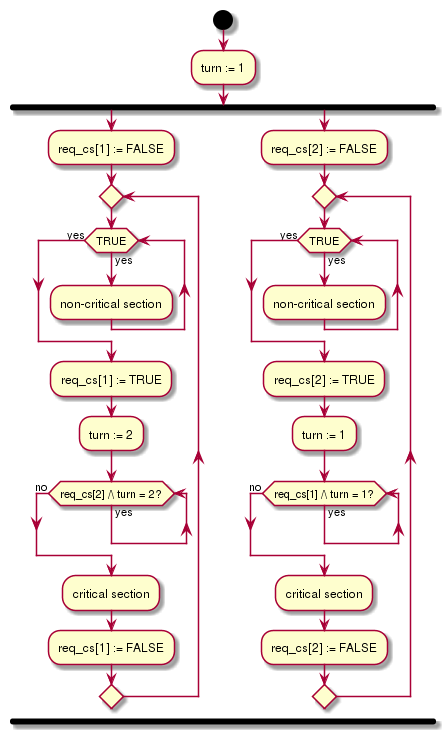 turn := 1
req_cs[1] := FALSE
TRUE
yes
yes
non-critical section
req_cs[1] := TRUE
turn := 2
req_cs[2] /\ turn = 2?
no
yes
critical section
req_cs[1] := FALSE
req_cs[2] := FALSE
TRUE
yes
yes
non-critical section
req_cs[2] := TRUE
turn := 1
req_cs[1] /\ turn = 1?
no
yes
critical section
req_cs[2] := FALSE